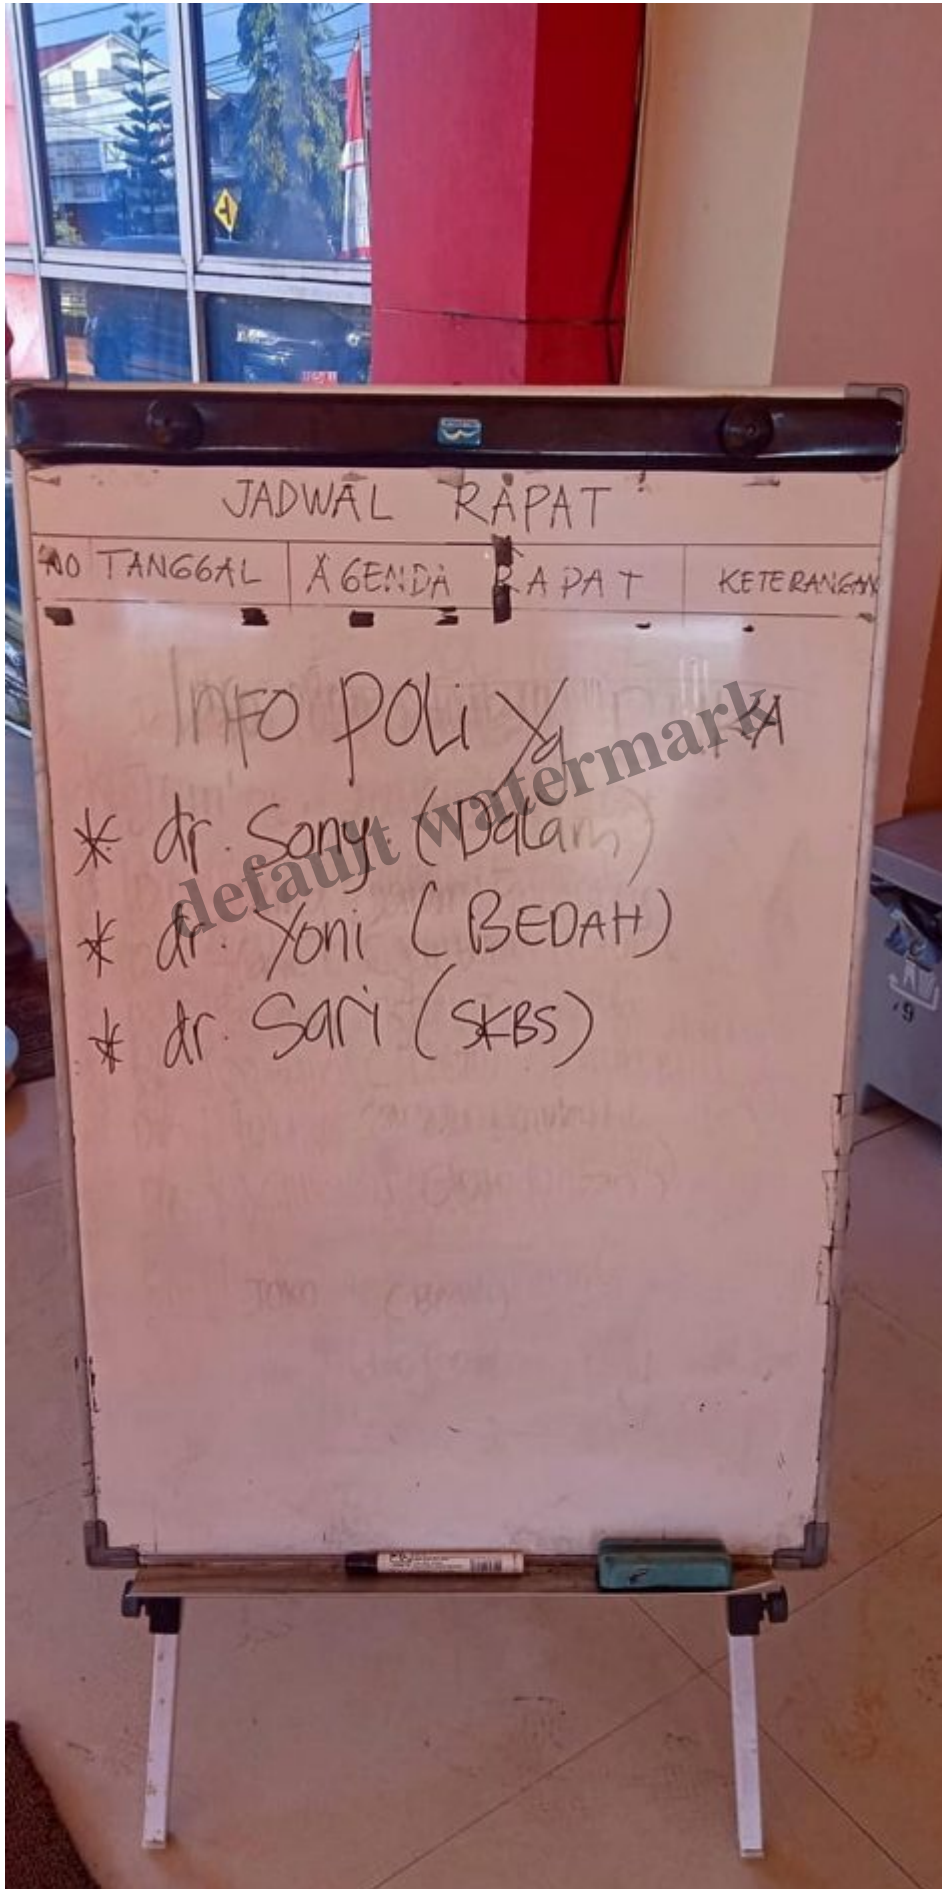 JADWAL RAPAT
NO TANGGAL AGENDA RAPAT KETERANGAN
Info POLi Ya
* dr. Sony (Dalam)
* dr. Yoni (BEDAH)
* dr. Sari (SKBS)
default watermark